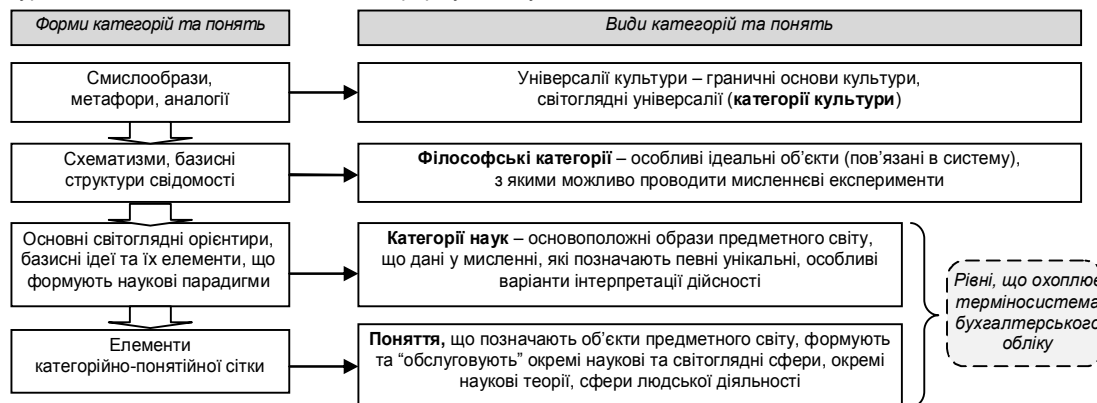 Форми категорій та понять
Види категорій та понять
Смислообрази,
метафори, аналогії
Універсалії культури – граничні основи культури,
світоглядні універсалії (категорії культури)
Схематизми, базисні
структури свідомості
Філософські категорії – особливі ідеальні об’єкти (пов’язані в систему),
з якими можливо проводити мисленнєві експерименти
Основні світоглядні орієнтири,
базисні ідеї та їх елементи, що
формують наукові парадигми
Категорії наук – основоположні образи предметного світу,
що дані у мисленні, які позначають певні унікальні, особливі
варіанти інтерпретації дійсності
Елементи
категорійно-понятійної сітки
Поняття, що позначають об’єкти предметного світу, формують
та “обслуговують” окремі наукові та світоглядні сфери, окремі
наукові теорії, сфери людської діяльності
Рівні, що охоплює
терміносистема
бухгалтерського
обліку